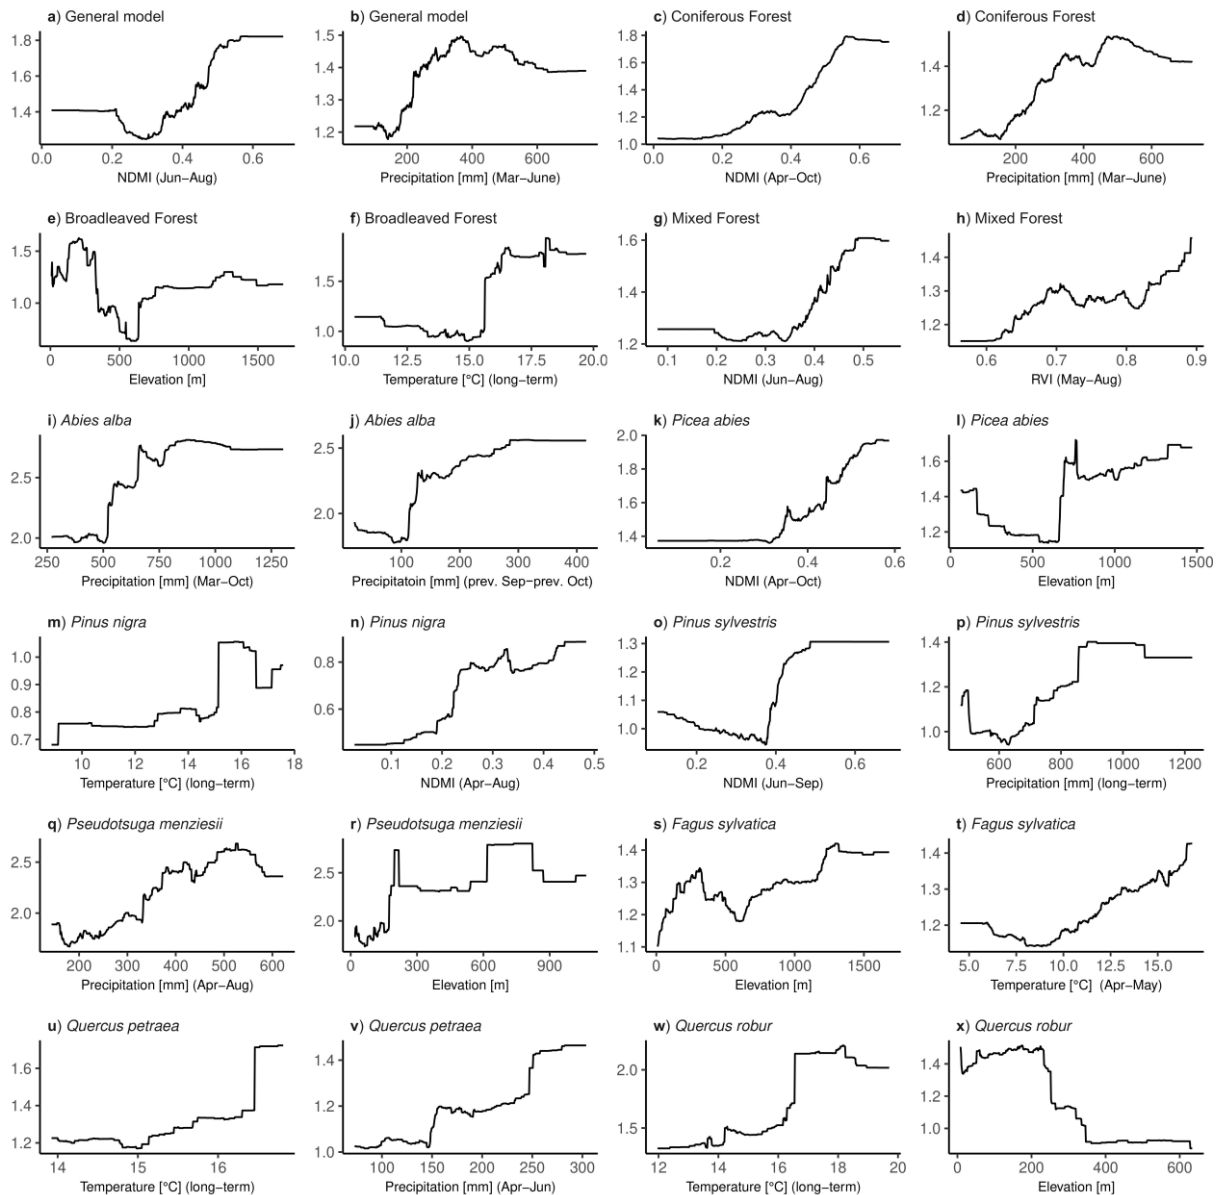 a) General model
1.8
1.6
1.4
0.0 0.2 0.4 0.6
NDMI (Jun−Aug)
b) General model
1.5
1.4
1.3
1.2
200 400 600
Precipitation [mm] (Mar−June)
c) Coniferous Forest
1.8
1.6
1.4
1.2
1.0
0.0 0.2 0.4 0.6
NDMI (Apr−Oct)
d) Coniferous Forest
1.4
1.2
200 400 600
Precipitation [mm] (Mar−June)
e) Broadleaved Forest
1.5
1.0
0 500 1000 1500
Elevation [m]
f) Broadleaved Forest
1.5
1.0
10.0 12.5 15.0 17.5 20.0
Temperature [°C] (long−term)
g) Mixed Forest
1.6
1.4
1.2
0.1 0.2 0.3 0.4 0.5
NDMI (Jun−Aug)
h) Mixed Forest
1.4
1.3
1.2
0.6 0.7 0.8 0.9
RVI (May−Aug)
i) Abies alba
2.5
2.0
250 500 750 1000 1250
Precipitation [mm] (Mar−Oct)
j) Abies alba
2.5
2.0
100 200 300 400
Precipitatoin [mm] (prev. Sep−prev. Oct)
k) Picea abies
2.0
1.8
1.6
1.4
0.2 0.4 0.6
NDMI (Apr−Oct)
l) Picea abies
1.6
1.4
1.2
0 500 1000 1500
Elevation [m]
m) Pinus nigra
1.0
0.9
0.8
0.7
10 12 14 16 18
Temperature [°C] (long−term)
n) Pinus nigra
0.8
0.6
0.0 0.1 0.2 0.3 0.4 0.5
NDMI (Apr−Aug)
o) Pinus sylvestris
1.3
1.2
1.1
1.0
0.2 0.4 0.6
NDMI (Jun−Sep)
p) Pinus sylvestris
1.4
1.2
1.0
600 800 1000 1200
Precipitation [mm] (long−term)
q) Pseudotsuga menziesii
2.5
2.0
200 300 400 500 600
Precipitation [mm] (Apr−Aug)
r) Pseudotsuga menziesii
2.5
2.0
0 300 600 900
Elevation [m]
s) Fagus sylvatica
1.4
1.3
1.2
1.1
0 500 1000 1500
Elevation [m]
t) Fagus sylvatica
1.4
1.3
1.2
5.0 7.5 10.0 12.5 15.0
Temperature [°C] (Apr−May)
u) Quercus petraea
1.6
1.4
1.2
14 15 16
Temperature [°C] (long−term)
v) Quercus petraea
1.4
1.2
1.0
100 150 200 250 300
Precipitation [mm] (Apr−Jun)
w) Quercus robur
2.0
1.5
12 14 16 18 20
Temperature [°C] (long−term)
x) Quercus robur
1.4
1.2
1.0
0 200 400 600
Elevation [m]